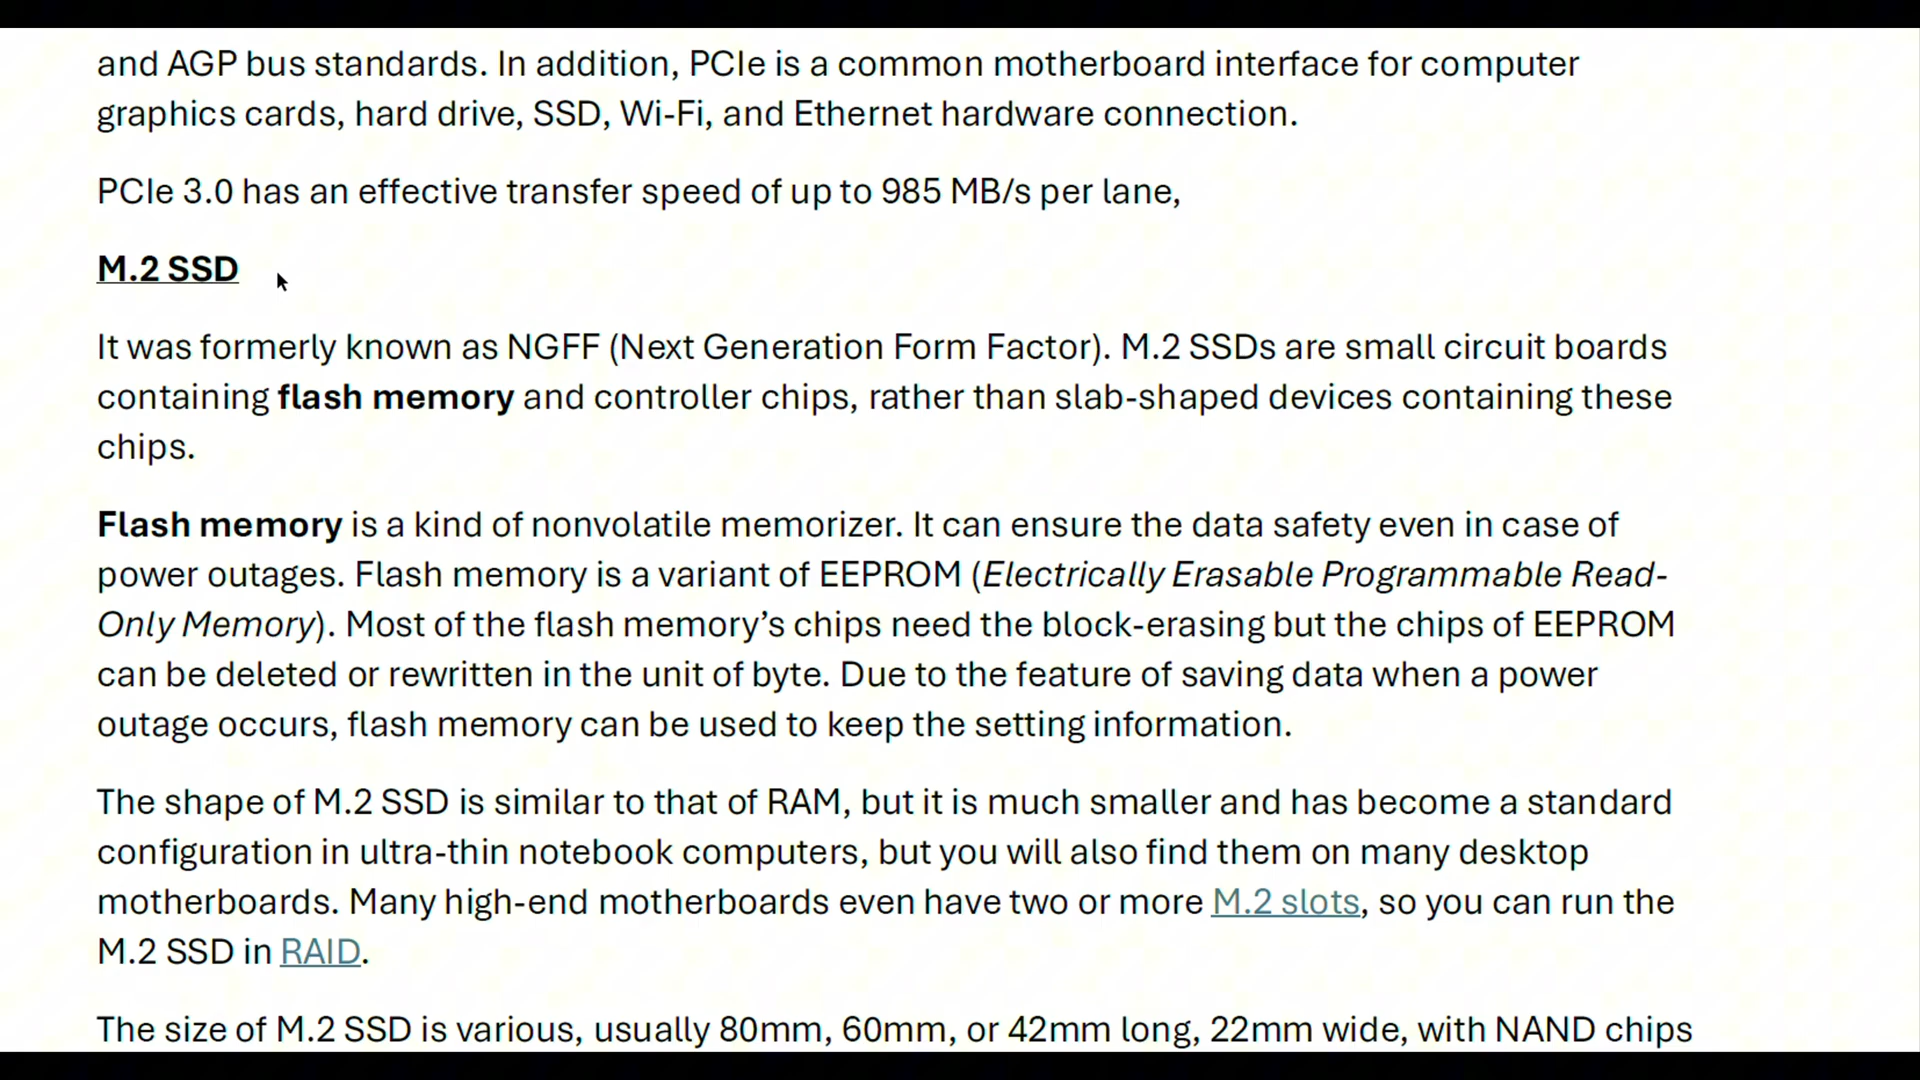 and AGP bus standards. In addition, PCIe is a common motherboard interface for computer
graphics cards, hard drive, SSD, Wi-Fi, and Ethernet hardware connection.
PCIe 3.0 has an effective transfer speed of up to 985 MB/s per lane,
M.2 SSD
It was formerly known as NGFF (Next Generation Form Factor). M.2 SSDs are small circuit boards
containing flash memory and controller chips, rather than slab-shaped devices containing these
chips.
Flash memory is a kind of nonvolatile memorizer. It can ensure the data safety even in case of
power outages. Flash memory is a variant of EEPROM (Electrically Erasable Programmable Read-
Only Memory). Most of the flash memory’s chips need the block-erasing but the chips of EEPROM
can be deleted or rewritten in the unit of byte. Due to the feature of saving data when a power
outage occurs, flash memory can be used to keep the setting information.
The shape of M.2 SSD is similar to that of RAM, but it is much smaller and has become a standard
configuration in ultra-thin notebook computers, but you will also find them on many desktop
motherboards. Many high-end motherboards even have two or more M.2 slots, so you can run the
M.2 SSD in RAID.
The size of M.2 SSD is various, usually 80mm, 60mm, or 42mm long, 22mm wide, with NAND chips